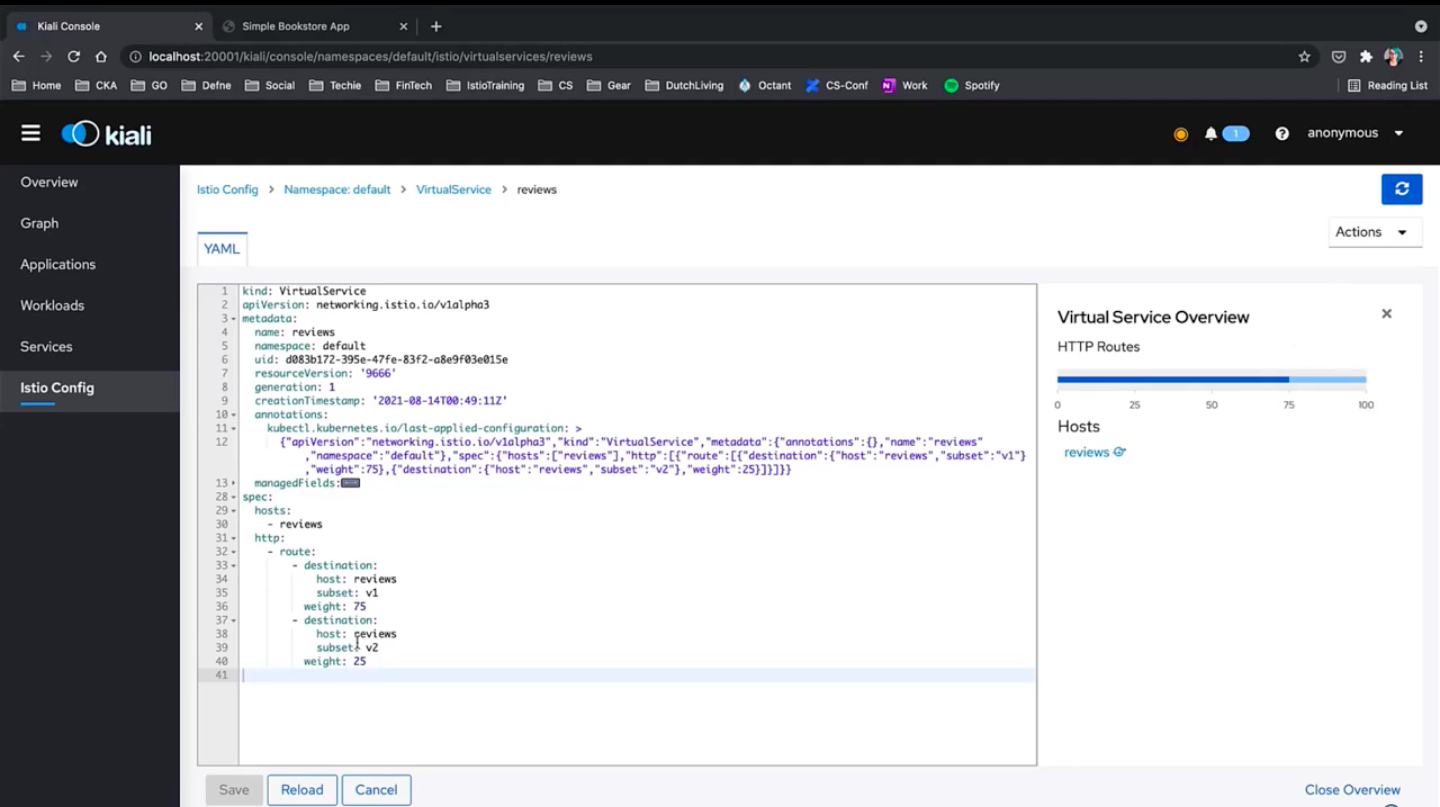 Kiali Console
Simple Bookstore App
localhost:20001/kiali/console/namespaces/default/istio/virtualservices/reviews
Home CKA GO Defne Social Techie FinTech IstioTraining CS Gear DutchLiving Octant CS-Conf Work Spotify Reading List
kiali
1
anonymous
Overview
Graph
Applications
Workloads
Services
Istio Config
Istio Config > Namespace: default > VirtualService > reviews
Actions
YAML
1 kind: VirtualService
2 apiVersion: networking.istio.io/v1alpha3
3 metadata:
4 name: reviews
5 namespace: default
6 uid: d083b172-395e-47fe-83f2-a8e9f03e015e
7 resourceVersion: '9666'
8 generation: 1
9 creationTimestamp: '2021-08-14T00:49:11Z'
10 annotations:
11 kubectl.kubernetes.io/last-applied-configuration: >
12 {"apiVersion":"networking.istio.io/v1alpha3","kind":"VirtualService","metadata":{"annotations":{},"name":"reviews"
,"namespace":"default"},"spec":{"hosts":["reviews"],"http":[{"route":[{"destination":{"host":"reviews","subset":"v1"}
,"weight":75},{"destination":{"host":"reviews","subset":"v2"},"weight":25}]}]}}
13 managedFields:
28 spec:
29 hosts:
30 - reviews
31 http:
32 - route:
33 - destination:
34 host: reviews
35 subset: v1
36 weight: 75
37 - destination:
38 host: reviews
39 subset: v2
40 weight: 25
41
Virtual Service Overview
HTTP Routes
0 25 50 75 100
Hosts
reviews
Save Reload Cancel
Close Overview